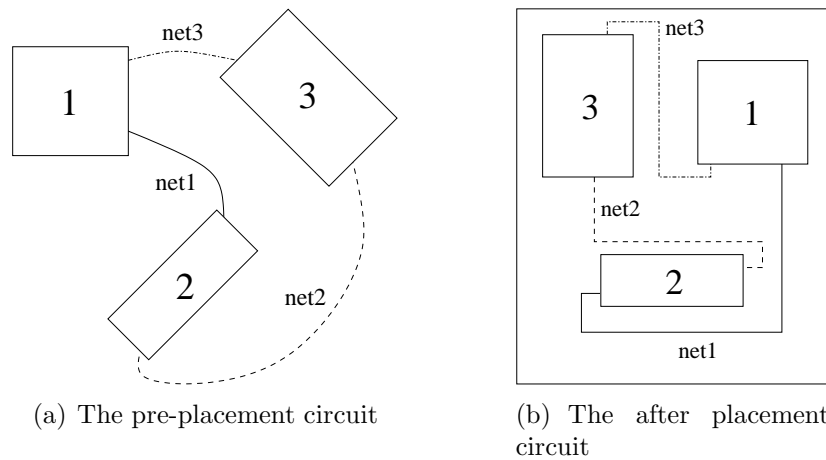 net3
1
3
net1
2
net2
(a) The pre-placement circuit
net3
3
1
net2
2
net1
(b) The after placement
circuit